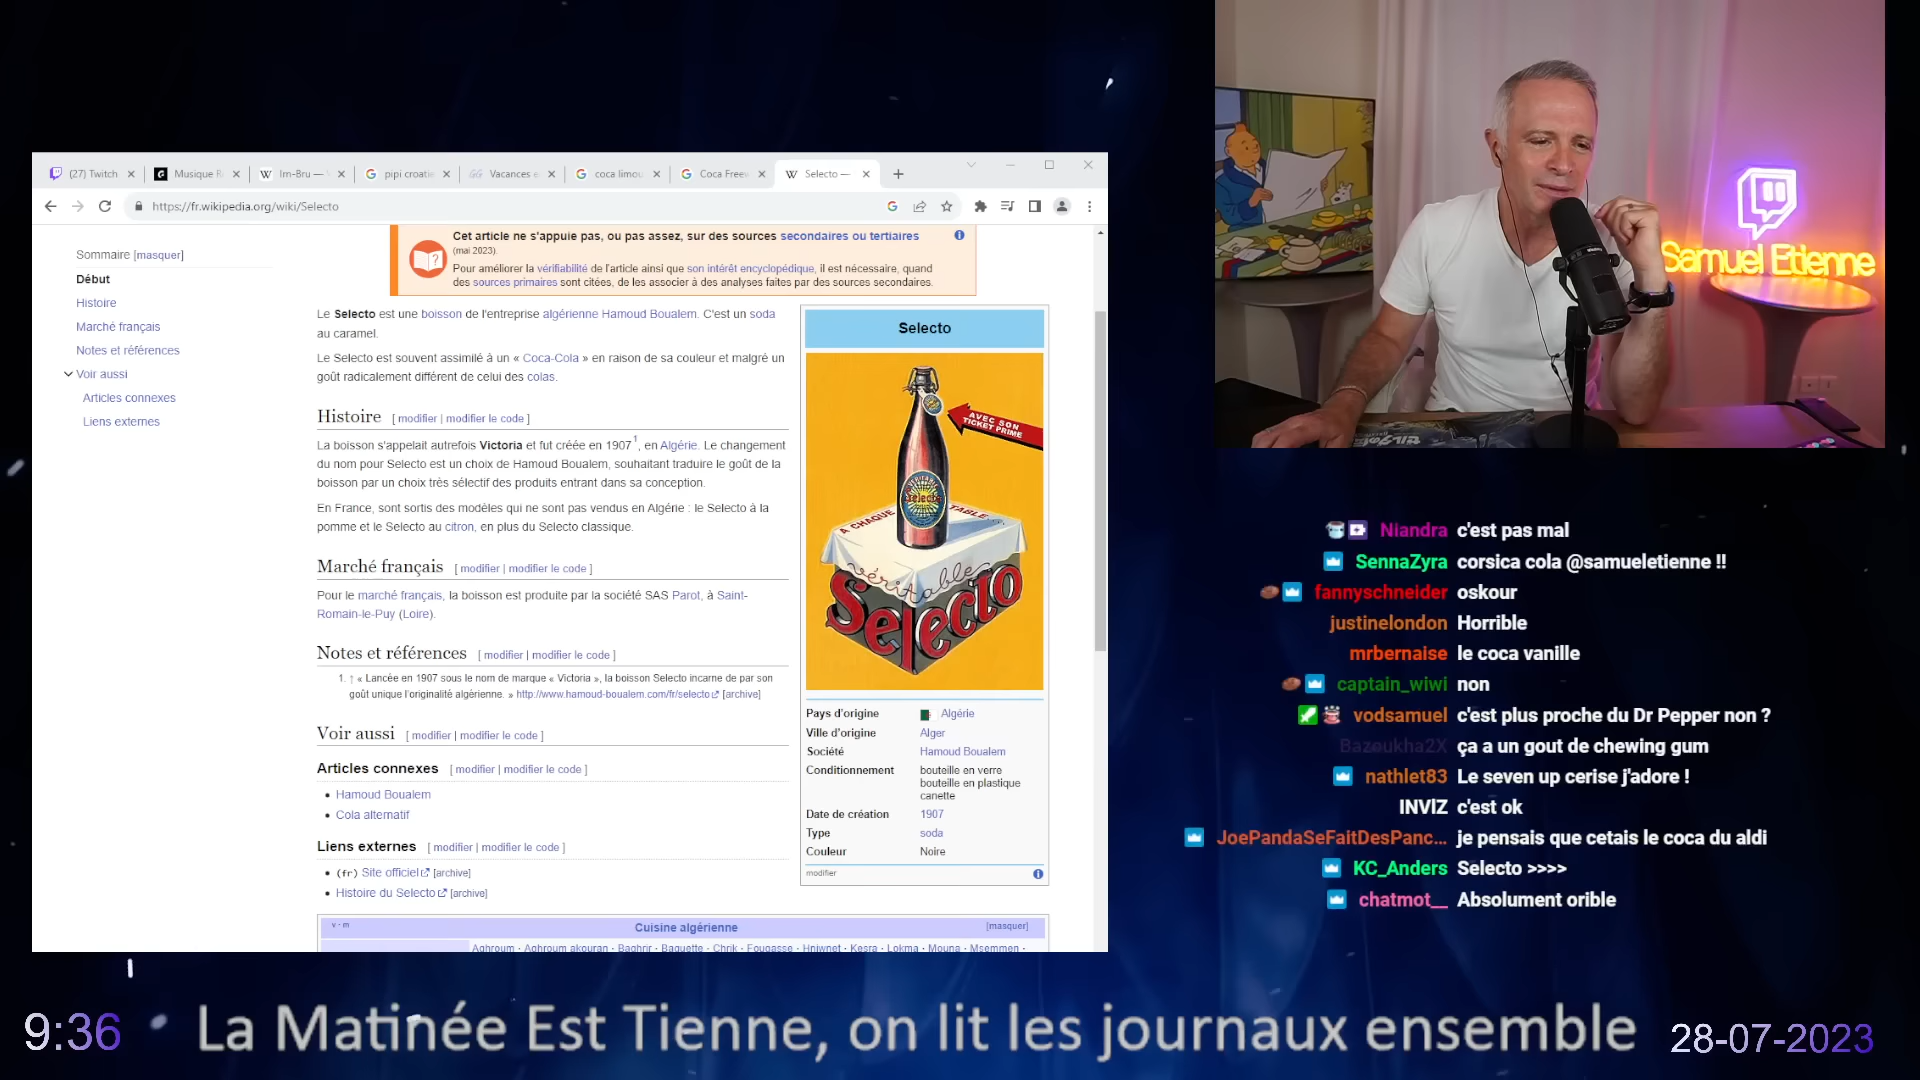 (27) Twitch
Musique R
Im-Bru —
pipi croatie
Vacances e
coca limou
Coca Freew
Selecto —
https://fr.wikipedia.org/wiki/Selecto
Sommaire [masquer]
Début
Histoire
Marché français
Notes et références
Voir aussi
Articles connexes
Liens externes
Cet article ne s'appuie pas, ou pas assez, sur des sources secondaires ou tertiaires
(mai 2023).
Pour améliorer la vérifiabilité de l'article ainsi que son intérêt encyclopédique, il est nécessaire, quand
des sources primaires sont citées, de les associer à des analyses faites par des sources secondaires.
Le Selecto est une boisson de l'entreprise algérienne Hamoud Boualem. C'est un soda
au caramel.
Le Selecto est souvent assimilé à un « Coca-Cola » en raison de sa couleur et malgré un
goût radicalement différent de celui des colas.
Histoire [ modifier | modifier le code ]
La boisson s'appelait autrefois Victoria et fut créée en 1907 1, en Algérie. Le changement
du nom pour Selecto est un choix de Hamoud Boualem, souhaitant traduire le goût de la
boisson par un choix très sélectif des produits entrant dans sa conception.
En France, sont sortis des modèles qui ne sont pas vendus en Algérie : le Selecto à la
pomme et le Selecto au citron, en plus du Selecto classique.
Marché français [ modifier | modifier le code ]
Pour le marché français, la boisson est produite par la société SAS Parot, à Saint-
Romain-le-Puy (Loire).
Notes et références [ modifier | modifier le code ]
1. ↑ « Lancée en 1907 sous le nom de marque « Victoria », la boisson Selecto incarne de par son
goût unique l'originalité algérienne. » http://www.hamoud-boualem.com/fr/selecto [archive]
Voir aussi [ modifier | modifier le code ]
Articles connexes [ modifier | modifier le code ]
• Hamoud Boualem
• Cola alternatif
Liens externes [ modifier | modifier le code ]
• (fr) Site officiel [archive]
• Histoire du Selecto [archive]
Selecto
AVEC SON
TICKET PRIME
Selecto
A CHAQUE TABLE...
véritable
Selecto
Pays d'origine Algérie
Ville d'origine Alger
Société Hamoud Boualem
Conditionnement bouteille en verre
bouteille en plastique
canette
Date de création 1907
Type soda
Couleur Noire
modifier
v · m Cuisine algérienne [masquer]
Aghroum · Aghroum akouran · Baghrir · Baguette · Chrik · Fougasse · Hniwnet · Kesra · Lokma · Mouna · Msemmen ·
Samuel Etienne
Niandra c'est pas mal
SennaZyra corsica cola @samueletienne !!
fannyschneider oskour
justinelondon Horrible
mrbernaise le coca vanille
captain_wiwi non
vodsamuel c'est plus proche du Dr Pepper non ?
Bazoukha2X ça a un gout de chewing gum
nathlet83 Le seven up cerise j'adore !
INVlZ c'est ok
JoePandaSeFaitDesPanc... je pensais que cetais le coca du aldi
KC_Anders Selecto >>>>
chatmot__ Absolument orible
9:36
La Matinée Est Tienne, on lit les journaux ensemble
28-07-2023